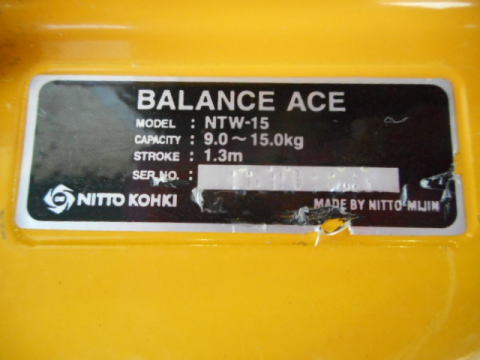 BALANCE ACE
MODEL : NTW-15
CAPACITY : 9.0～15.0kg
STROKE : 1.3m
SER.NO. :
NITTO KOHKI
MADE BY NITTO-MIJIN